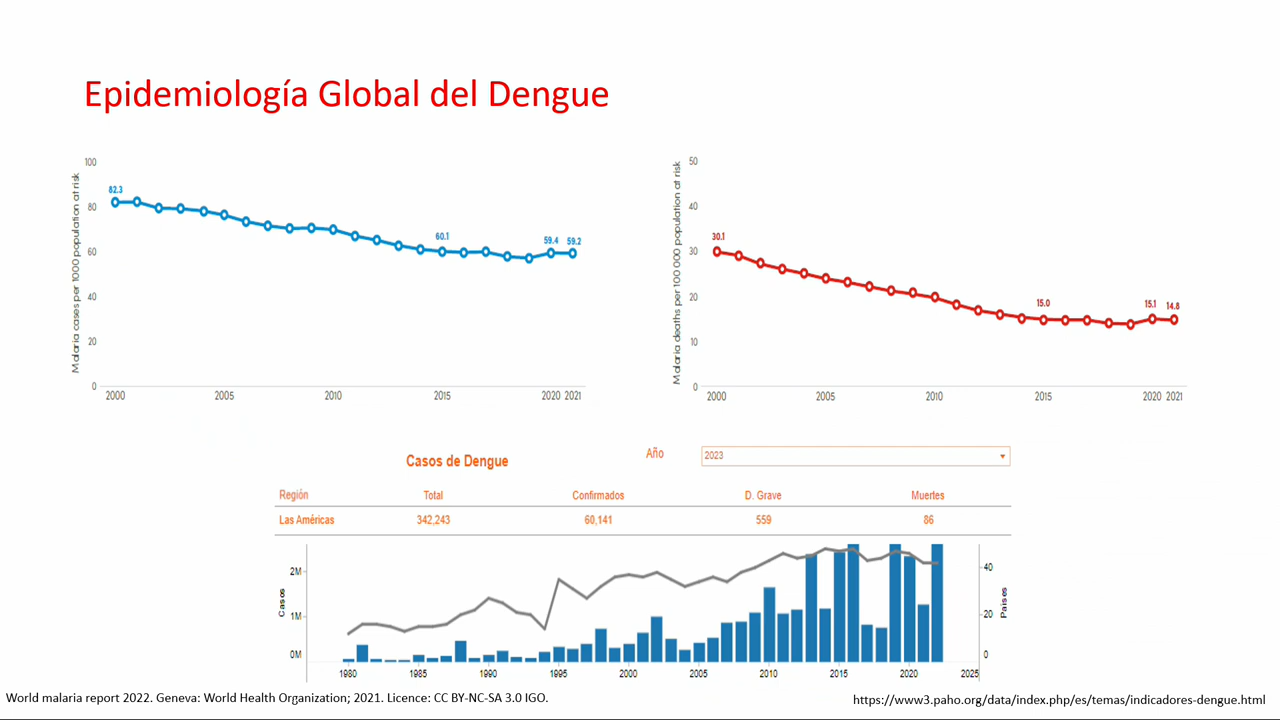 Epidemiología Global del Dengue
Malaria cases per 1000 population at risk
100
80
60
40
20
0
82.3
60.1
59.4
59.2
2000
2005
2010
2015
2020
2021
Malaria deaths per 100 000 population at risk
50
40
30
20
10
0
30.1
15.0
15.1
14.8
2000
2005
2010
2015
2020
2021
Casos de Dengue
Año
2023
Región Total Confirmados D. Grave Muertes
Las Américas 342,243 60,141 559 86
Casos
2M
1M
0M
40
20
0
Países
1980 1985 1990 1995 2000 2005 2010 2015 2020 2025
World malaria report 2022. Geneva: World Health Organization; 2021. Licence: CC BY-NC-SA 3.0 IGO.
https://www3.paho.org/data/index.php/es/temas/indicadores-dengue.html